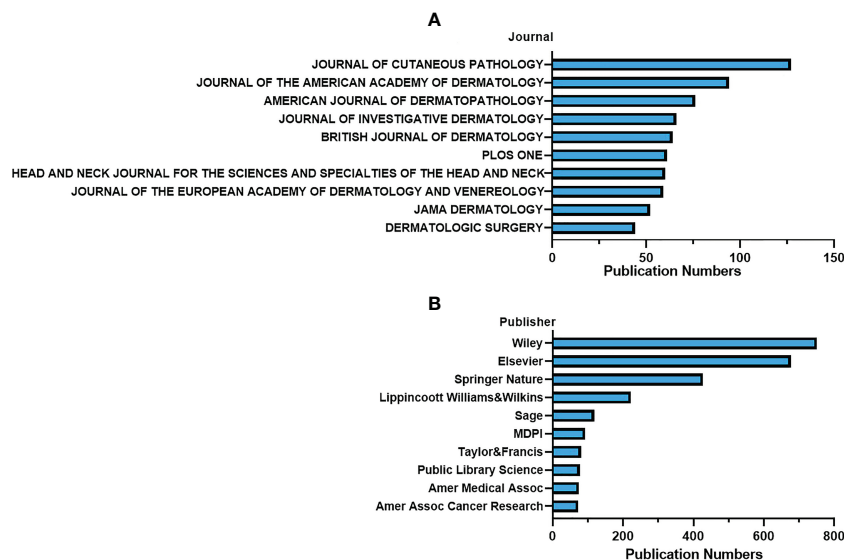 A
Journal
JOURNAL OF CUTANEOUS PATHOLOGY
JOURNAL OF THE AMERICAN ACADEMY OF DERMATOLOGY
AMERICAN JOURNAL OF DERMATOPATHOLOGY
JOURNAL OF INVESTIGATIVE DERMATOLOGY
BRITISH JOURNAL OF DERMATOLOGY
PLOS ONE
HEAD AND NECK JOURNAL FOR THE SCIENCES AND SPECIALTIES OF THE HEAD AND NECK
JOURNAL OF THE EUROPEAN ACADEMY OF DERMATOLOGY AND VENEREOLOGY
JAMA DERMATOLOGY
DERMATOLOGIC SURGERY
0 50 100 150
Publication Numbers
B
Publisher
Wiley
Elsevier
Springer Nature
Lippincoott Williams&Wilkins
Sage
MDPI
Taylor&Francis
Public Library Science
Amer Medical Assoc
Amer Assoc Cancer Research
0 200 400 600 800
Publication Numbers